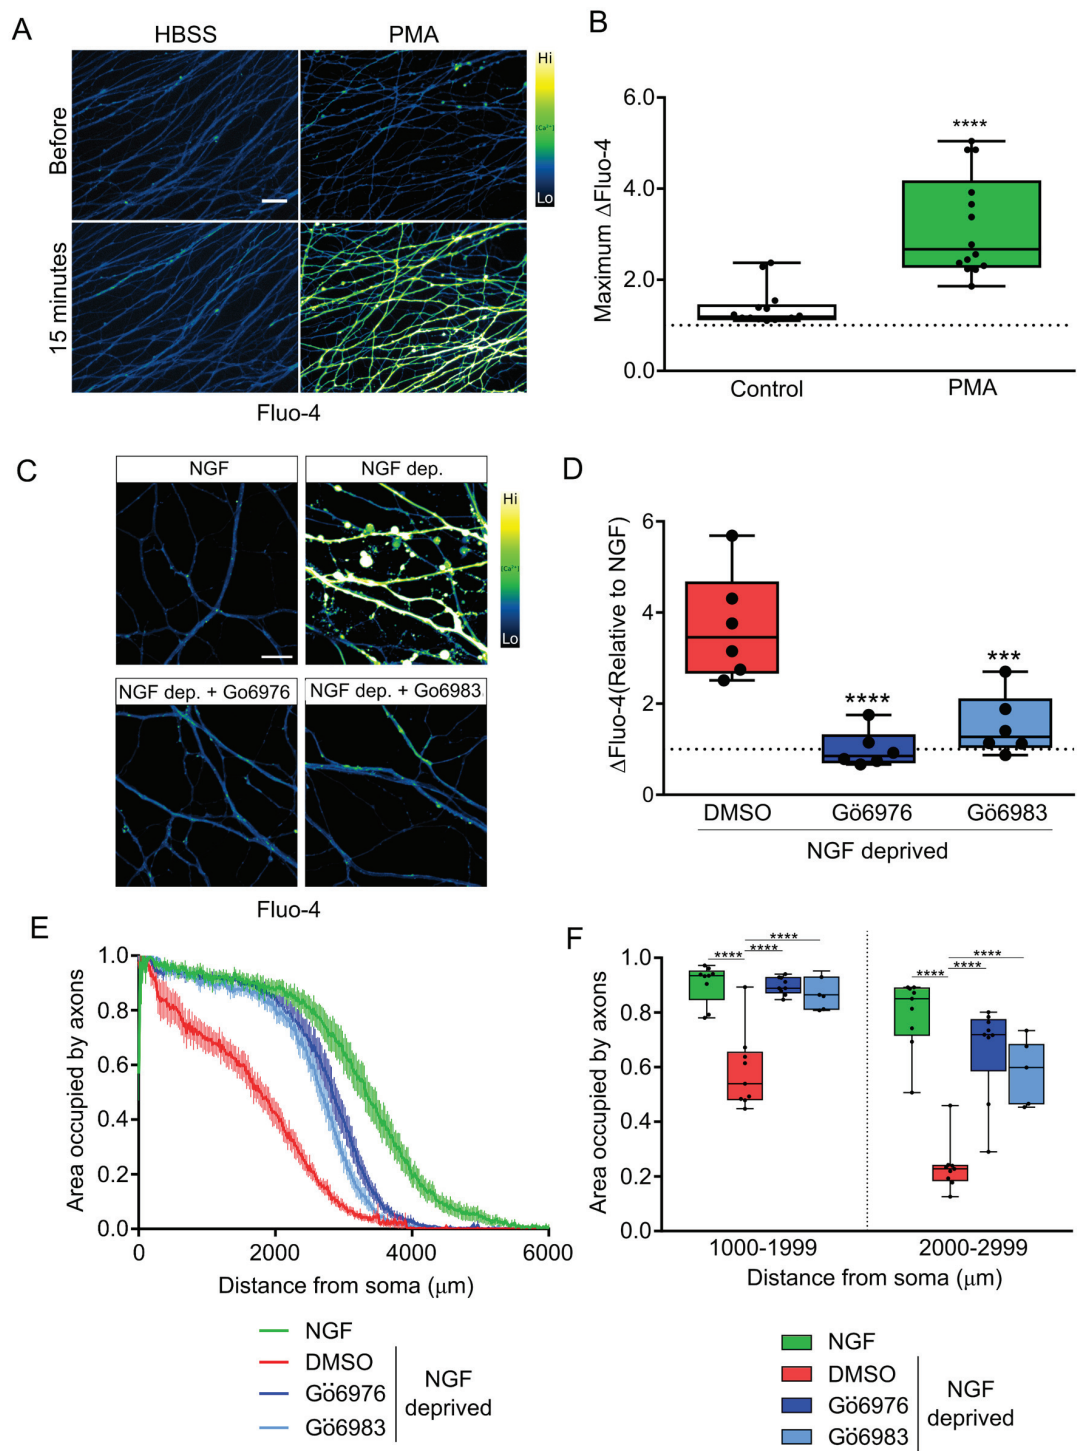 A
HBSS
PMA
Before
15 minutes
Hi
[Ca²⁺]
Lo
Fluo-4
B
Maximum ΔFluo-4
6.0
4.0
2.0
0.0
****
Control
PMA
C
NGF
NGF dep.
NGF dep. + Go6976
NGF dep. + Go6983
Hi
[Ca²⁺]
Lo
Fluo-4
D
ΔFluo-4(Relative to NGF)
6
4
2
0
****
***
DMSO
Gö6976
Gö6983
NGF deprived
E
Area occupied by axons
1.0
0.8
0.6
0.4
0.2
0.0
0
2000
4000
6000
Distance from soma (μm)
NGF
DMSO
Gö6976
Gö6983
NGF
deprived
F
Area occupied by axons
1.0
0.8
0.6
0.4
0.2
0.0
****
****
****
****
****
****
1000-1999
2000-2999
Distance from soma (μm)
NGF
DMSO
Gö6976
Gö6983
NGF
deprived